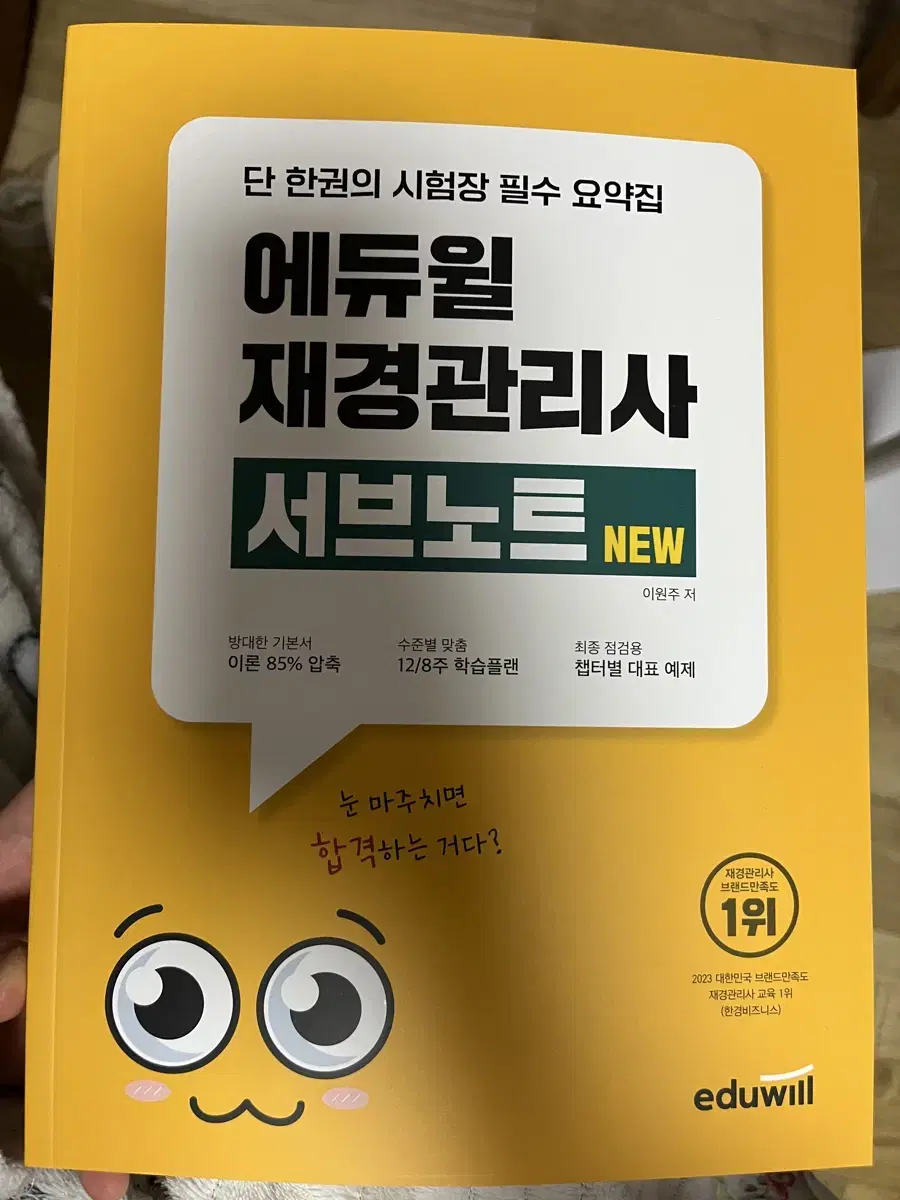 단 한권의 시험장 필수 요약집
에듀윌
재경관리사
서브노트 NEW
이원주 저
방대한 기본서
이론 85% 압축
수준별 맞춤
12/8주 학습플랜
최종 점검용
챕터별 대표 예제
눈 마주치면
합격하는 거다?
재경관리사
브랜드만족도
1위
2023 대한민국 브랜드만족도
재경관리사 교육 1위
(한경비즈니스)
eduwill